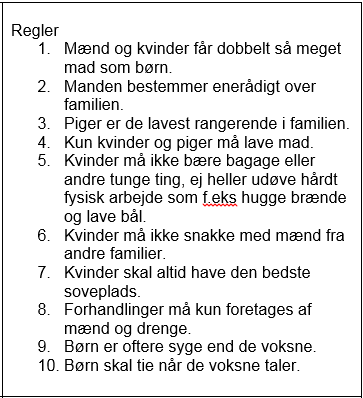 Regler
1. Mænd og kvinder får dobbelt så meget
mad som børn.
2. Manden bestemmer enerådigt over
familien.
3. Piger er de lavest rangerende i familien.
4. Kun kvinder og piger må lave mad.
5. Kvinder må ikke bære bagage eller
andre tunge ting, ej heller udøve hårdt
fysisk arbejde som f.eks hugge brænde
og lave bål.
6. Kvinder må ikke snakke med mænd fra
andre familier.
7. Kvinder skal altid have den bedste
soveplads.
8. Forhandlinger må kun foretages af
mænd og drenge.
9. Børn er oftere syge end de voksne.
10. Børn skal tie når de voksne taler.